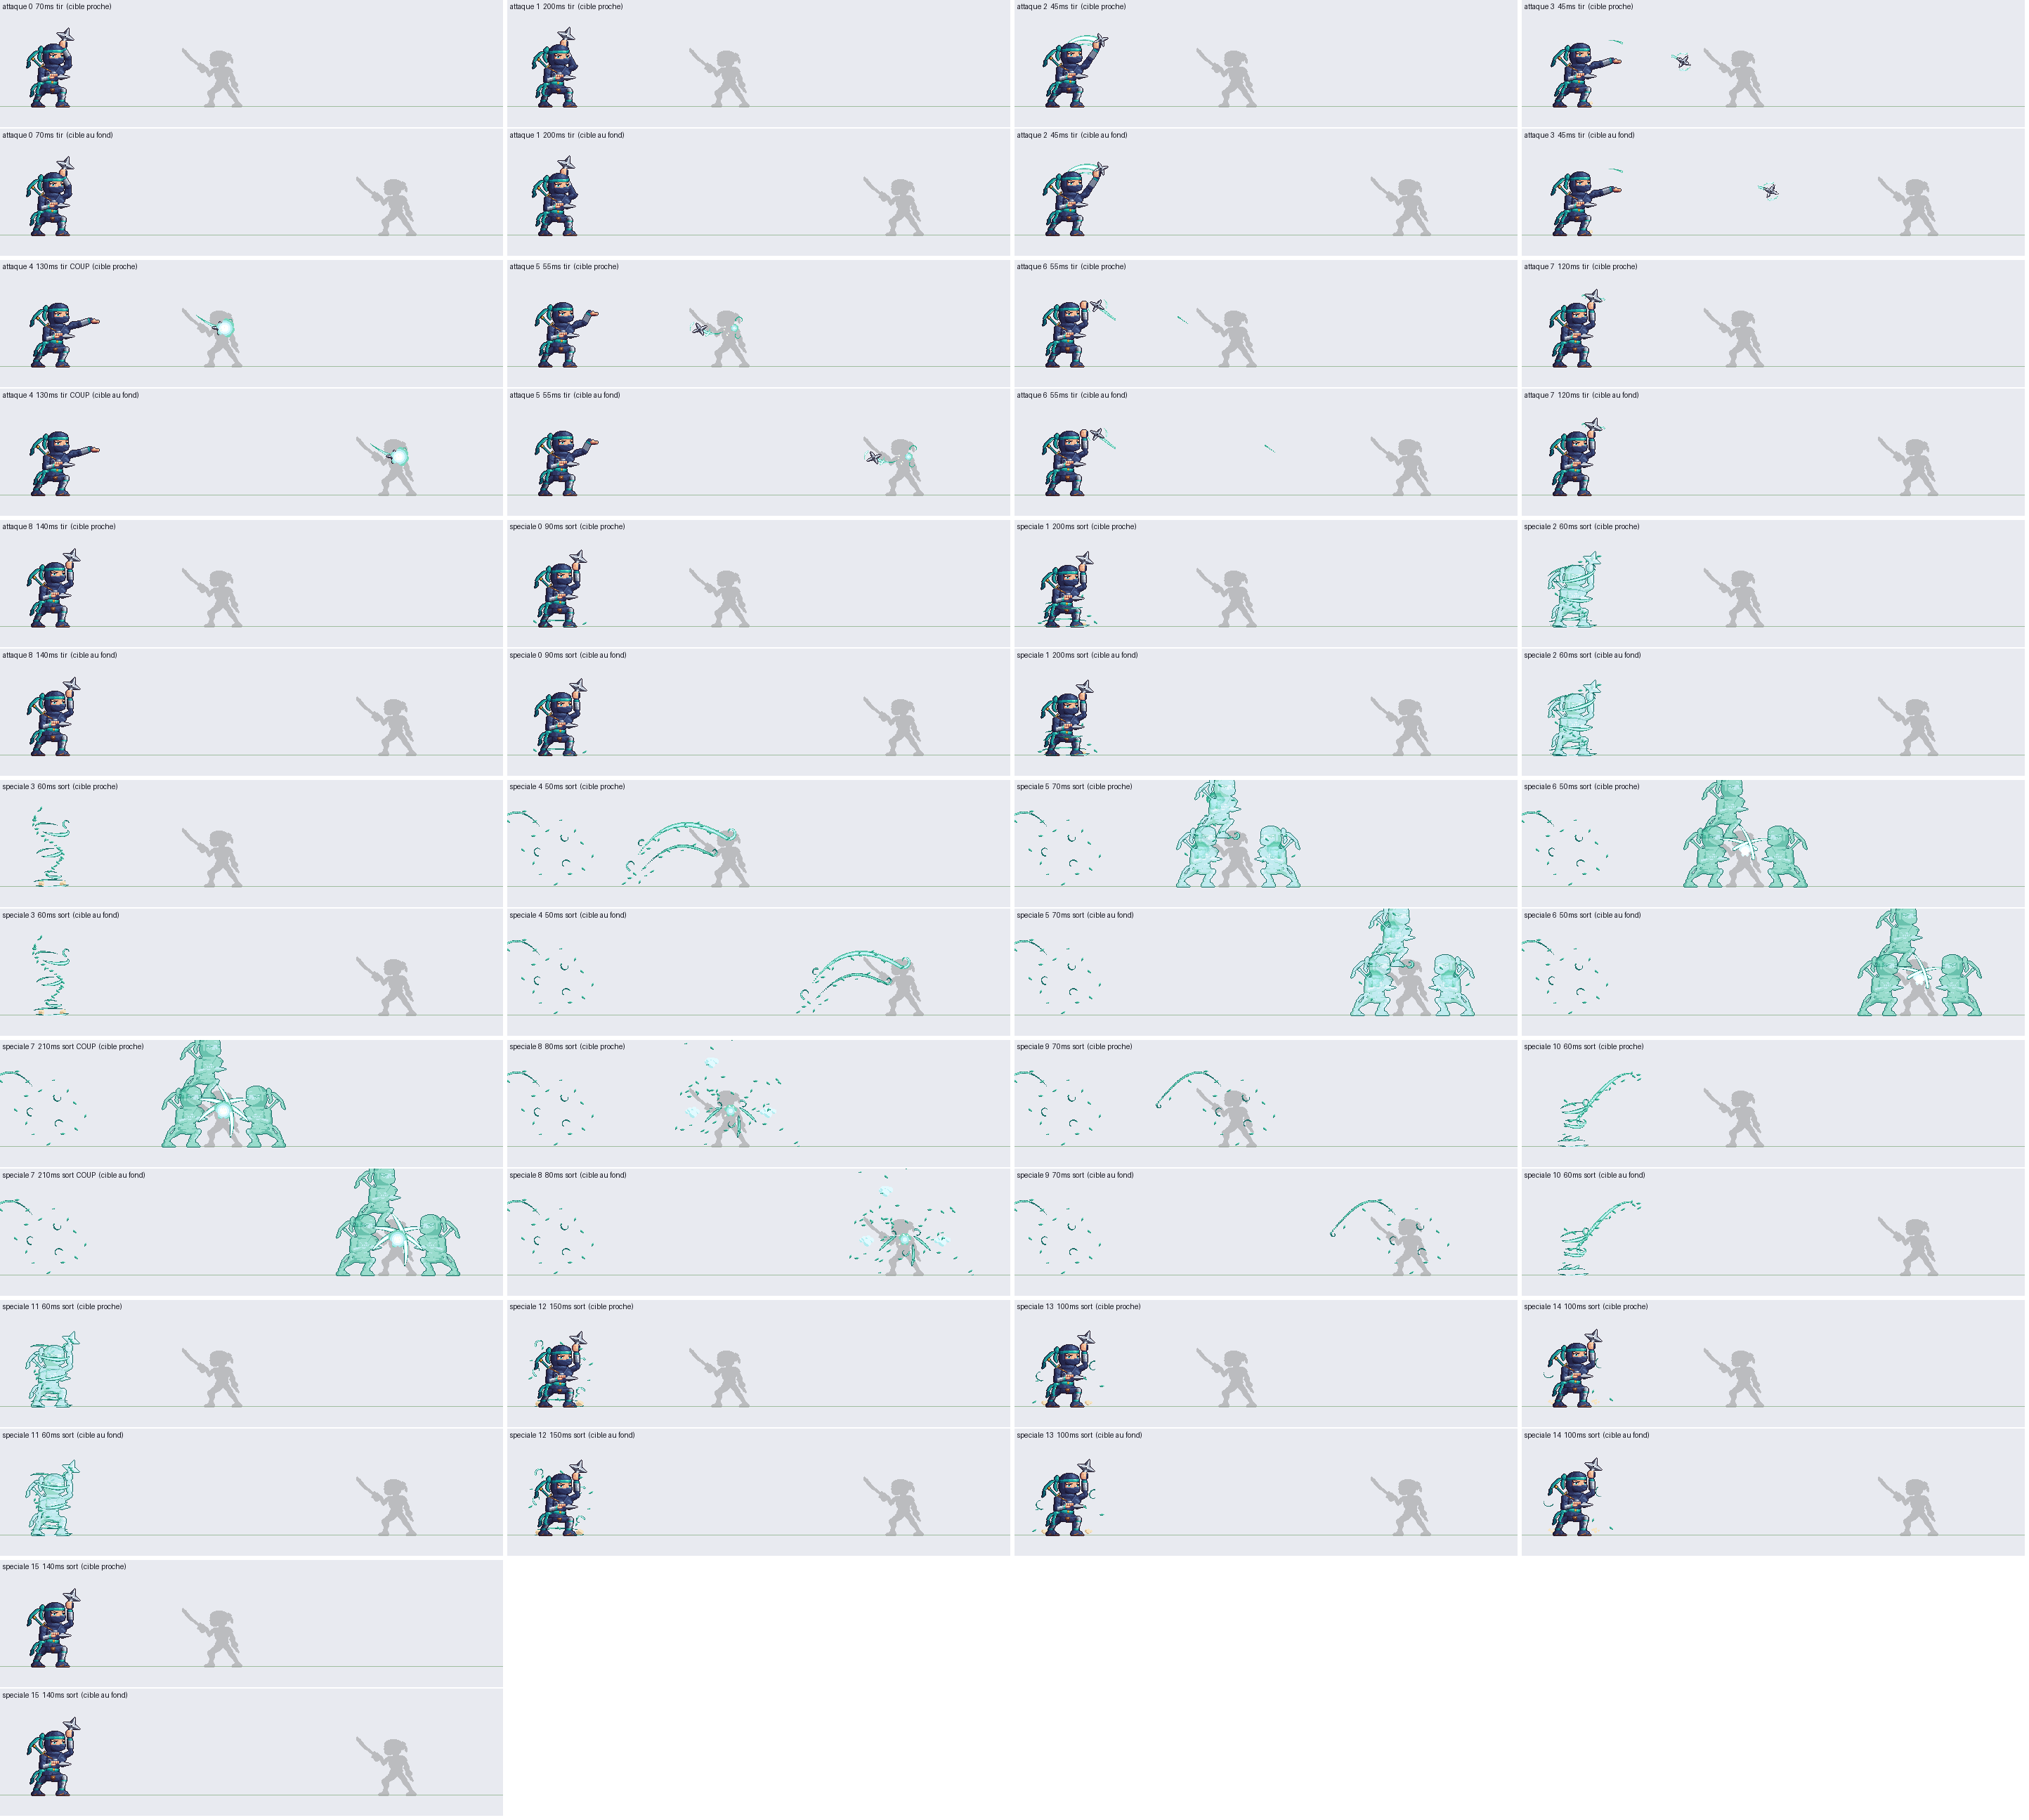 attaque 0 70ms tir (cible proche)
attaque 1 200ms tir (cible proche)
attaque 2 45ms tir (cible proche)
attaque 3 45ms tir (cible proche)
attaque 0 70ms tir (cible au fond)
attaque 1 200ms tir (cible au fond)
attaque 2 45ms tir (cible au fond)
attaque 3 45ms tir (cible au fond)
attaque 4 130ms tir COUP (cible proche)
attaque 5 55ms tir (cible proche)
attaque 6 55ms tir (cible proche)
attaque 7 120ms tir (cible proche)
attaque 4 130ms tir COUP (cible au fond)
attaque 5 55ms tir (cible au fond)
attaque 6 55ms tir (cible au fond)
attaque 7 120ms tir (cible au fond)
attaque 8 140ms tir (cible proche)
speciale 0 90ms sort (cible proche)
speciale 1 200ms sort (cible proche)
speciale 2 60ms sort (cible proche)
attaque 8 140ms tir (cible au fond)
speciale 0 90ms sort (cible au fond)
speciale 1 200ms sort (cible au fond)
speciale 2 60ms sort (cible au fond)
speciale 3 60ms sort (cible proche)
speciale 4 50ms sort (cible proche)
speciale 5 70ms sort (cible proche)
speciale 6 50ms sort (cible proche)
speciale 3 60ms sort (cible au fond)
speciale 4 50ms sort (cible au fond)
speciale 5 70ms sort (cible au fond)
speciale 6 50ms sort (cible au fond)
speciale 7 210ms sort COUP (cible proche)
speciale 8 80ms sort (cible proche)
speciale 9 70ms sort (cible proche)
speciale 10 60ms sort (cible proche)
speciale 7 210ms sort COUP (cible au fond)
speciale 8 80ms sort (cible au fond)
speciale 9 70ms sort (cible au fond)
speciale 10 60ms sort (cible au fond)
speciale 11 60ms sort (cible proche)
speciale 12 150ms sort (cible proche)
speciale 13 100ms sort (cible proche)
speciale 14 100ms sort (cible proche)
speciale 11 60ms sort (cible au fond)
speciale 12 150ms sort (cible au fond)
speciale 13 100ms sort (cible au fond)
speciale 14 100ms sort (cible au fond)
speciale 15 140ms sort (cible proche)
speciale 15 140ms sort (cible au fond)